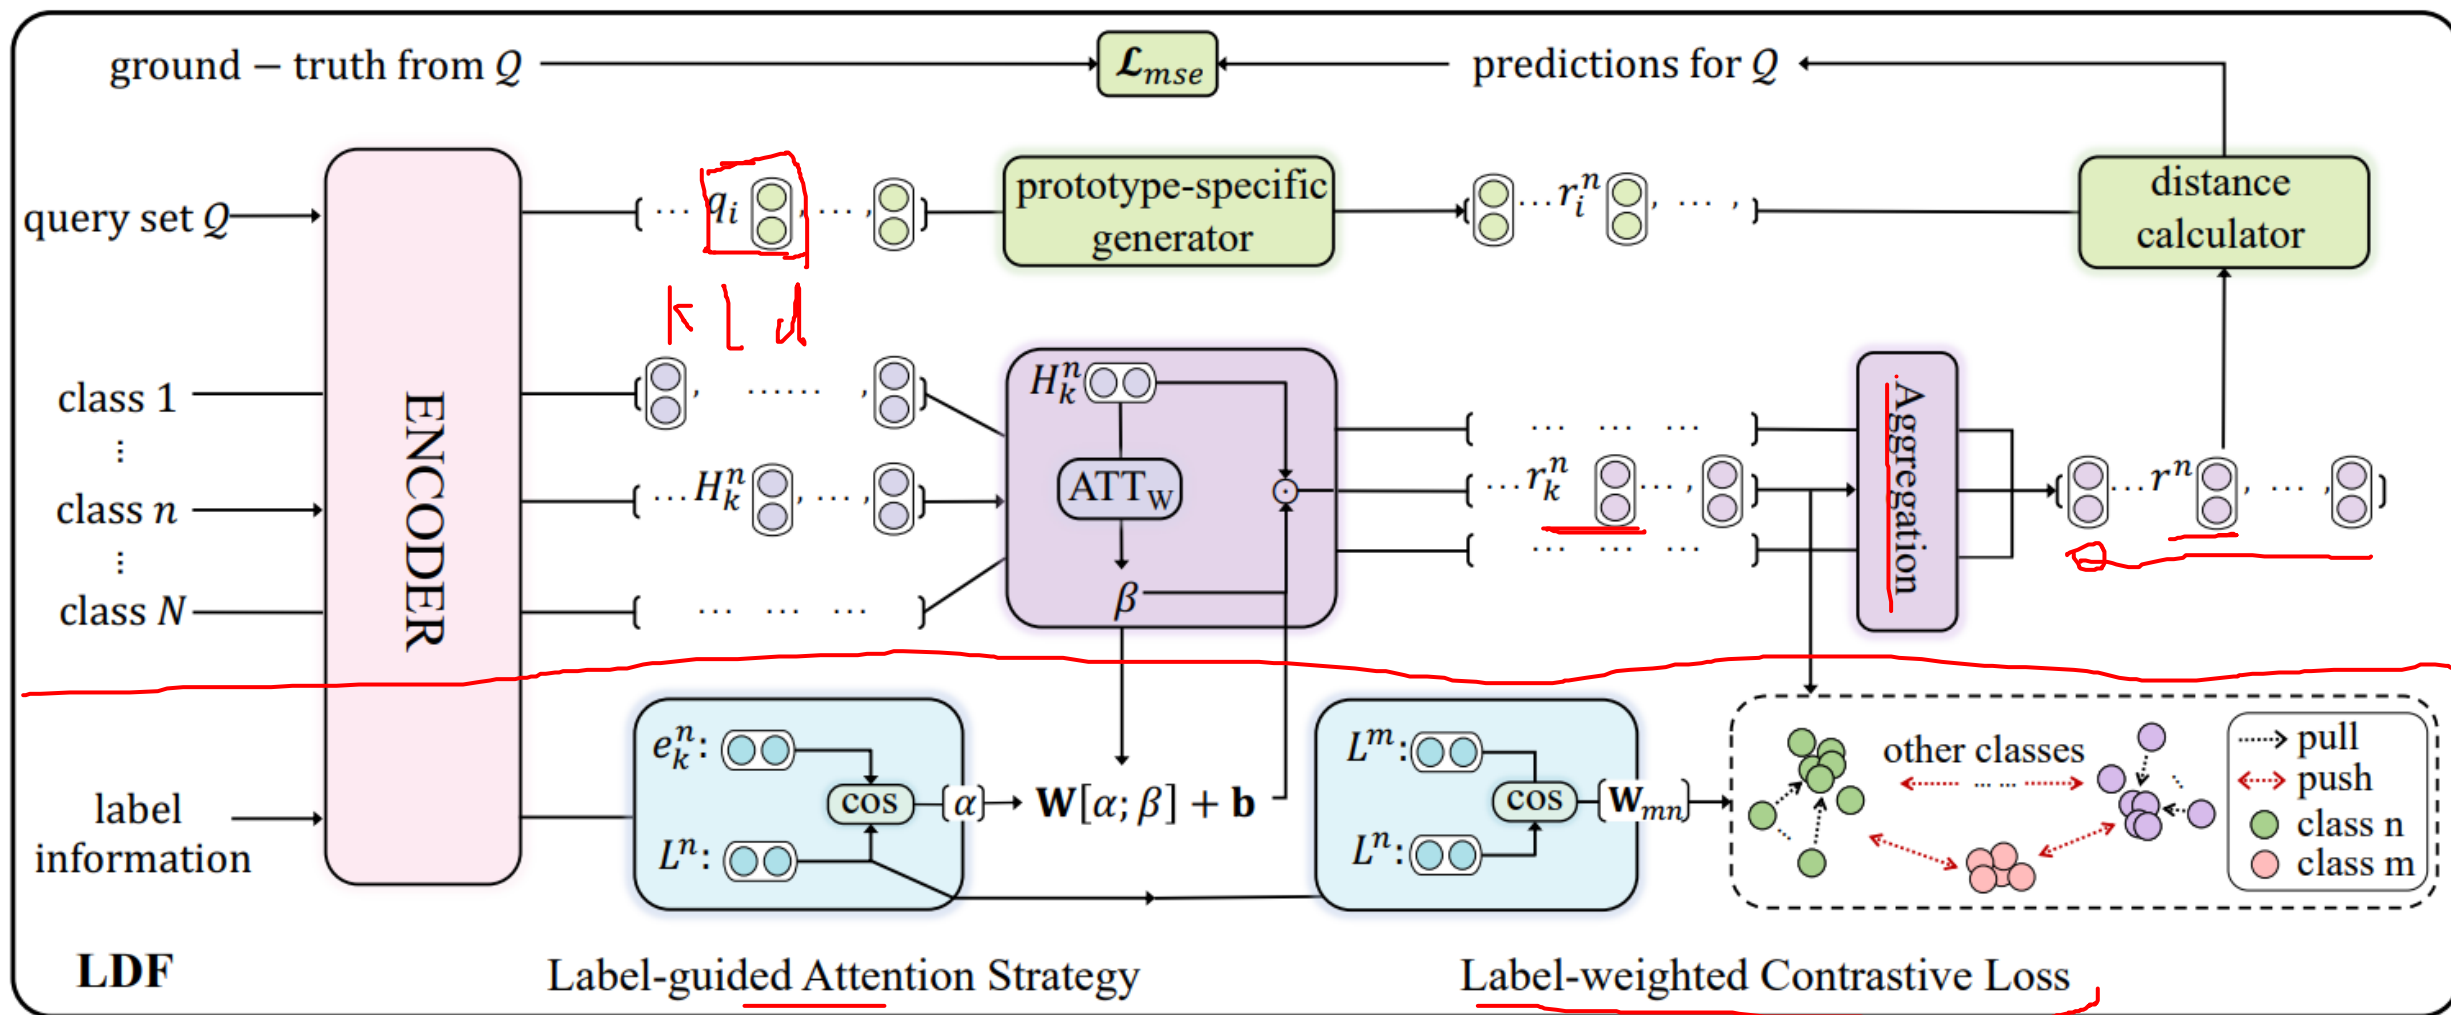 ground − truth from Q
ℒmse
predictions for Q
query set Q
... qi , ... ,
prototype-specific
generator
... r_i^n , ... ,
distance
calculator
K L d
class 1
⋮
class n
⋮
class N
ENCODER
, ...... ,
... H_k^n , ... ,
... ... ...
H_k^n
ATT_W
β
⊙
... ... ...
... r_k^n ... ,
... ... ...
Aggregation
... r^n , ... ,
label
information
e_k^n:
L^n:
cos
{α}
W[α; β] + b
L^m:
L^n:
cos
{W_mn}
other classes
... ...
pull
push
class n
class m
LDF
Label-guided Attention Strategy
Label-weighted Contrastive Loss